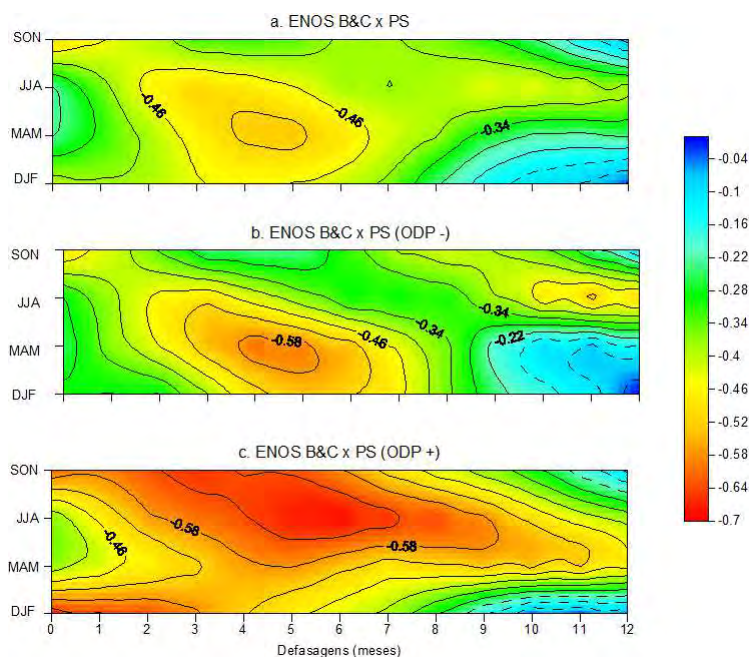 a. ENOS B&C x PS
SON
JJA
MAM
DJF
-0.46
-0.46
-0.34
b. ENOS B&C x PS (ODP -)
SON
JJA
MAM
DJF
-0.58
-0.46
-0.34
-0.34
-0.22
c. ENOS B&C x PS (ODP +)
SON
JJA
MAM
DJF
-0.46
-0.58
-0.58
0 1 2 3 4 5 6 7 8 9 10 11 12
Defasagens (meses)
-0.04
-0.1
-0.16
-0.22
-0.28
-0.34
-0.4
-0.46
-0.52
-0.58
-0.64
-0.7